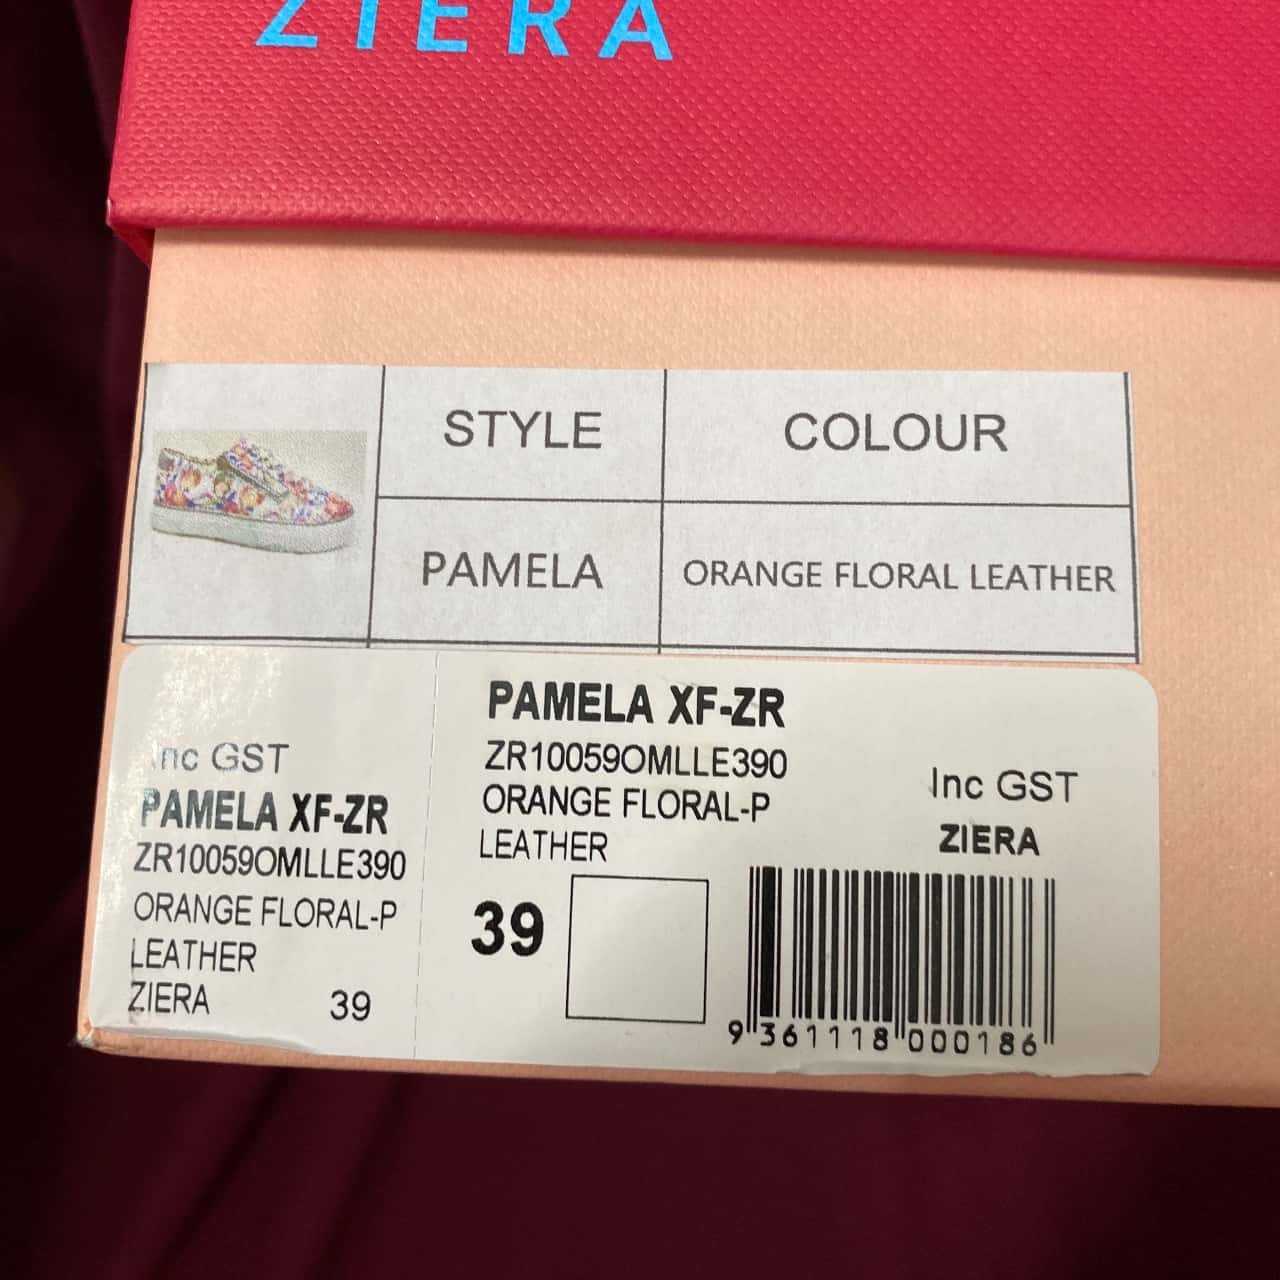 ZIERA
STYLE
COLOUR
PAMELA
ORANGE FLORAL LEATHER
Inc GST
PAMELA XF-ZR
ZR10059OMLLE390
ORANGE FLORAL-P
LEATHER
ZIERA 39
PAMELA XF-ZR
ZR10059OMLLE390
ORANGE FLORAL-P
LEATHER
39
Inc GST
ZIERA
9 361118 000186